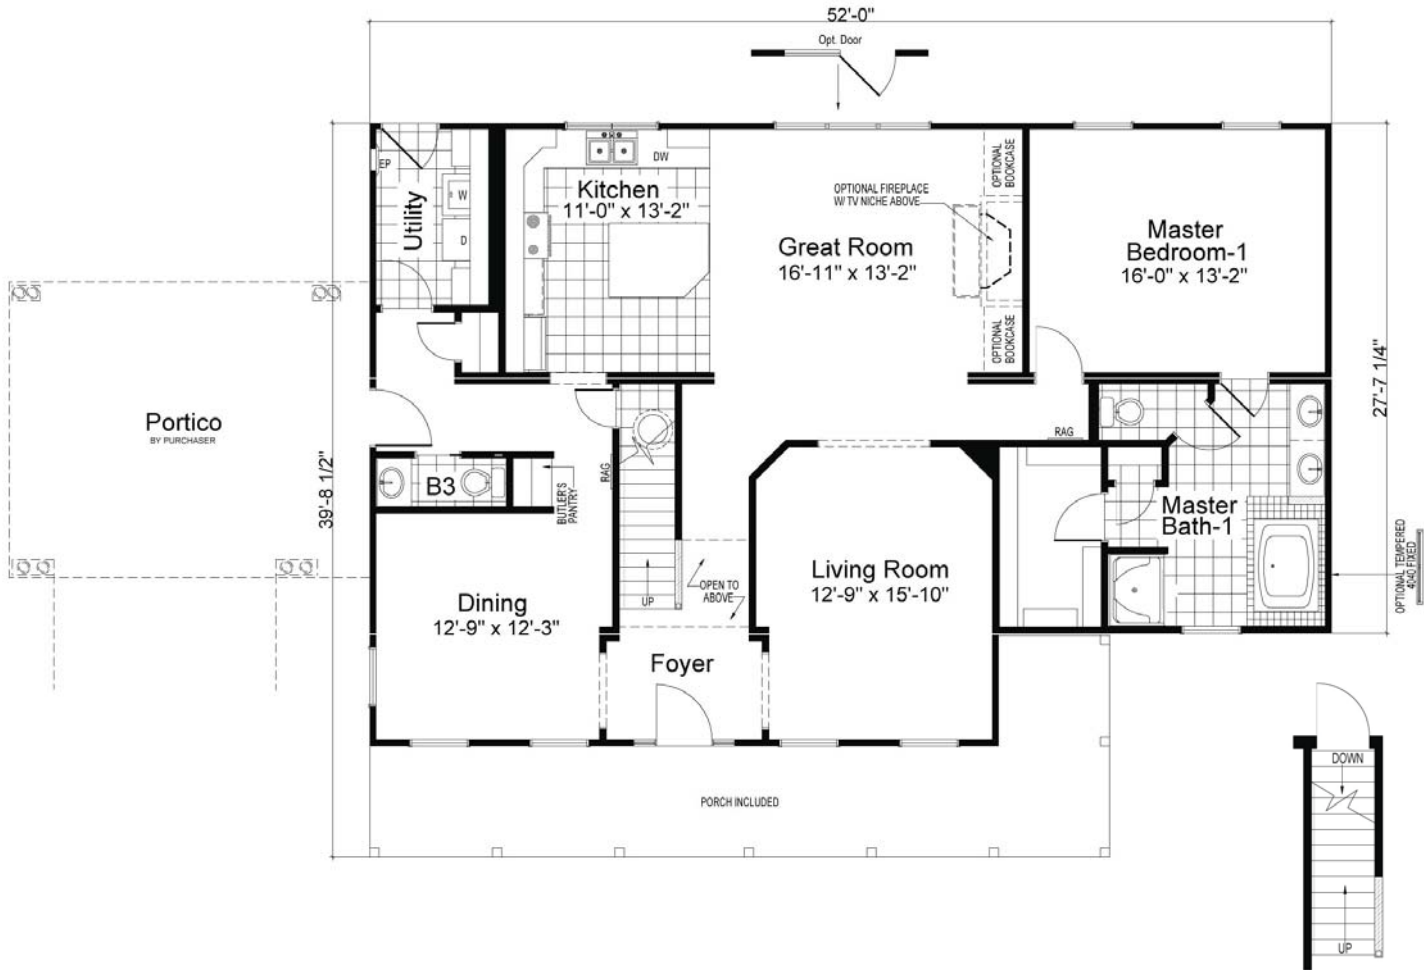 52'-0"
Opt. Door
EP
W
D
Utility
DW
Kitchen
11'-0" x 13'-2"
OPTIONAL FIREPLACE
W/ TV NICHE ABOVE
OPTIONAL
BOOKCASE
Great Room
16'-11" x 13'-2"
OPTIONAL
BOOKCASE
Master
Bedroom-1
16'-0" x 13'-2"
27'-7 1/4"
Portico
BY PURCHASER
39'-8 1/2"
B3
BUTLER'S
PANTRY
RAG
RAG
Master
Bath-1
OPTIONAL TEMPERED
4040 FIXED
Living Room
12'-9" x 15'-10"
OPEN TO
ABOVE
UP
Dining
12'-9" x 12'-3"
Foyer
PORCH INCLUDED
DOWN
UP